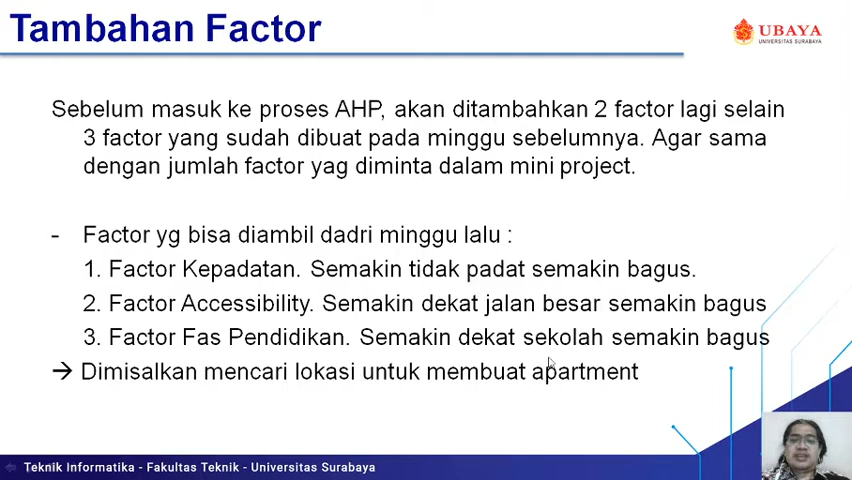 Tambahan Factor
UBAYA
UNIVERSITAS SURABAYA
Sebelum masuk ke proses AHP, akan ditambahkan 2 factor lagi selain
3 factor yang sudah dibuat pada minggu sebelumnya. Agar sama
dengan jumlah factor yag diminta dalam mini project.
- Factor yg bisa diambil dadri minggu lalu :
1. Factor Kepadatan. Semakin tidak padat semakin bagus.
2. Factor Accessibility. Semakin dekat jalan besar semakin bagus
3. Factor Fas Pendidikan. Semakin dekat sekolah semakin bagus
→ Dimisalkan mencari lokasi untuk membuat apartment
Teknik Informatika - Fakultas Teknik - Universitas Surabaya